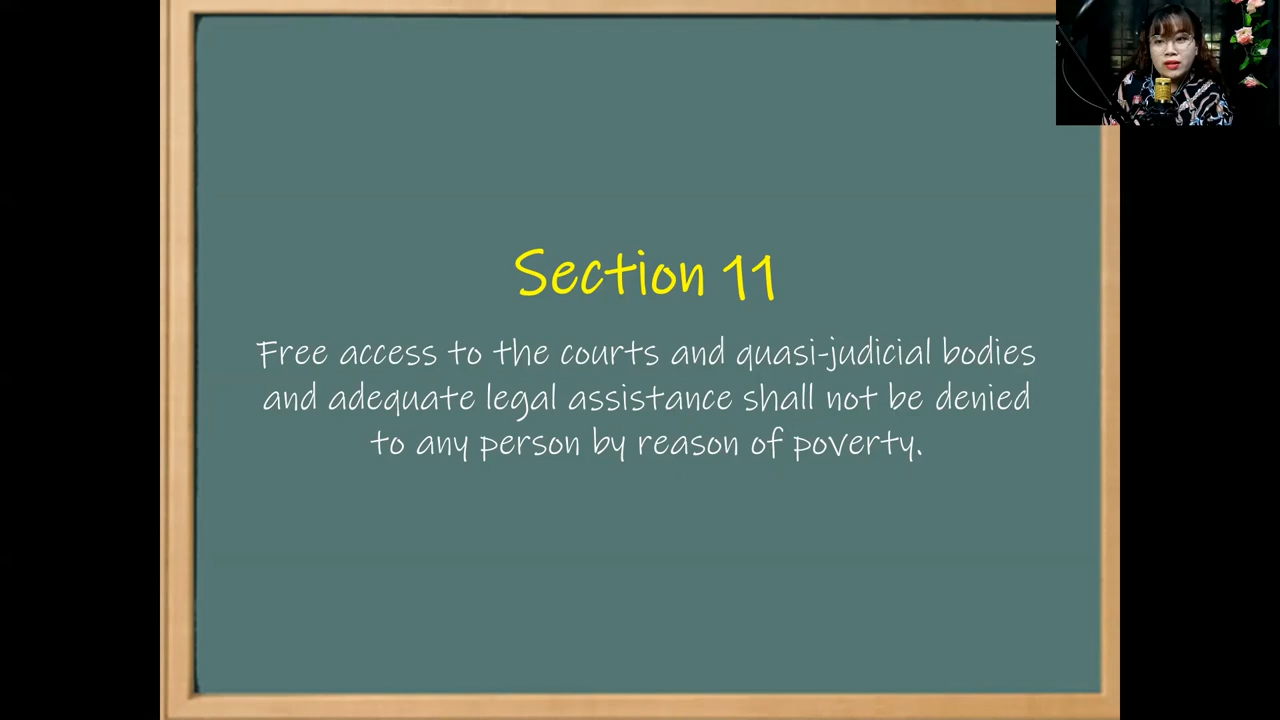 Section 11
Free access to the courts and quasi-judicial bodies
and adequate legal assistance shall not be denied
to any person by reason of poverty.